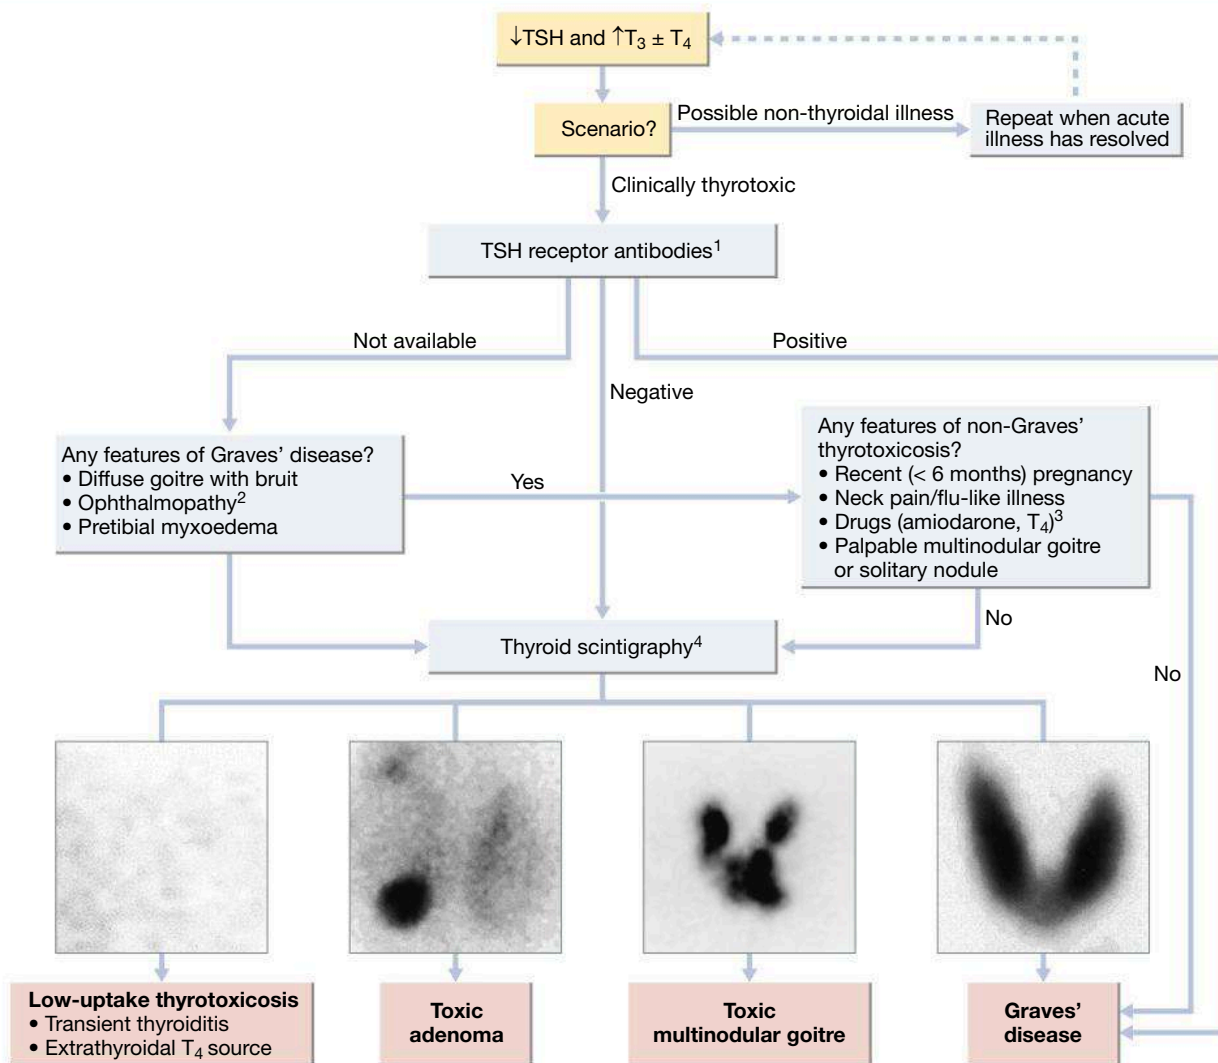 ↓TSH and ↑T₃ ± T₄
Scenario?
Possible non-thyroidal illness
Repeat when acute
illness has resolved
Clinically thyrotoxic
TSH receptor antibodies¹
Not available
Negative
Positive
Any features of Graves’ disease?
• Diffuse goitre with bruit
• Ophthalmopathy²
• Pretibial myxoedema
Yes
Any features of non-Graves’
thyrotoxicosis?
• Recent (< 6 months) pregnancy
• Neck pain/flu-like illness
• Drugs (amiodarone, T₄)³
• Palpable multinodular goitre
or solitary nodule
No
No
Thyroid scintigraphy⁴
Low-uptake thyrotoxicosis
• Transient thyroiditis
• Extrathyroidal T₄ source
Toxic
adenoma
Toxic
multinodular goitre
Graves’
disease